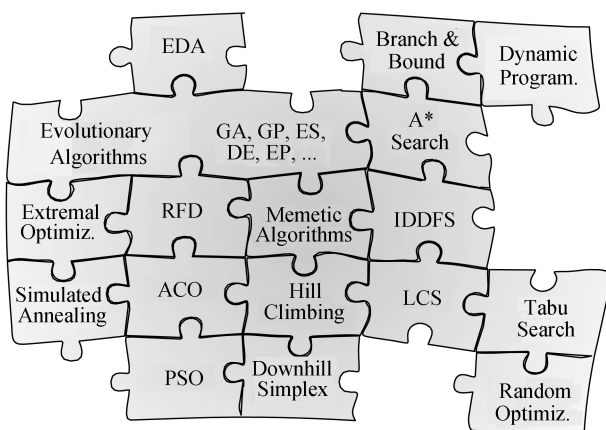 EDA
Branch &
Bound
Dynamic
Program.
Evolutionary
Algorithms
GA, GP, ES,
DE, EP, ...
A*
Search
Extremal
Optimiz.
RFD
Memetic
Algorithms
IDDFS
Simulated
Annealing
ACO
Hill
Climbing
LCS
Tabu
Search
PSO
Downhill
Simplex
Random
Optimiz.